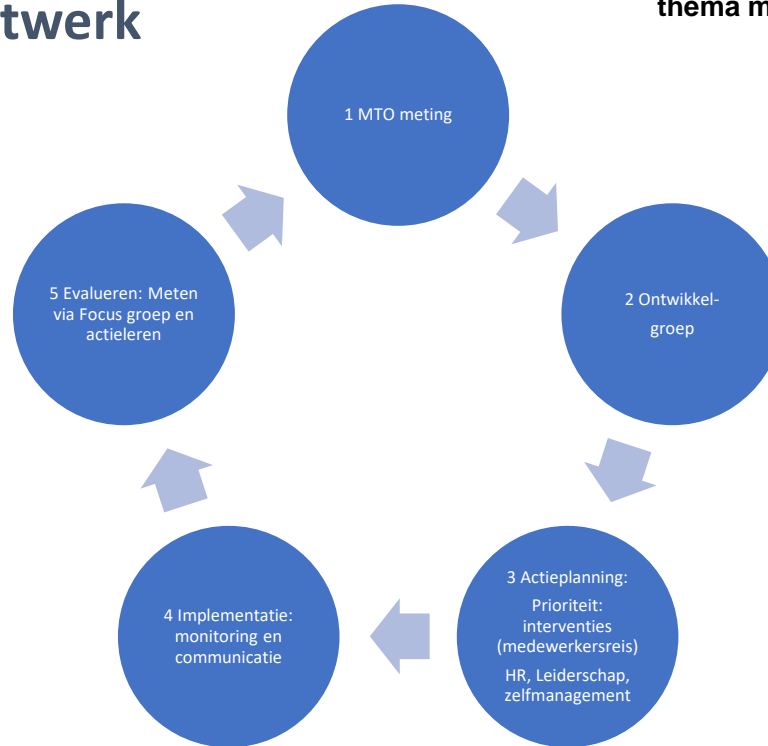 twerk
thema m
1 MTO meting
2 Ontwikkel-
groep
3 Actieplanning:
Prioriteit:
interventies
(medewerkersreis)
HR, Leiderschap,
zelfmanagement
4 Implementatie:
monitoring en
communicatie
5 Evalueren: Meten
via Focus groep en
actieleren